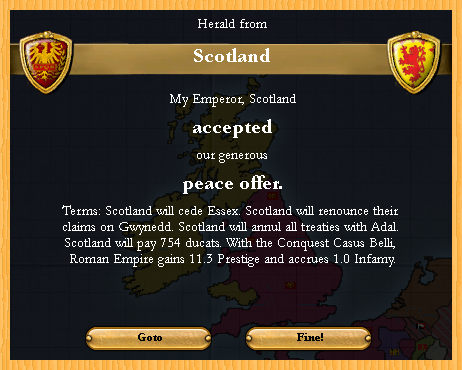 Herald from
Scotland
My Emperor, Scotland
accepted
our generous
peace offer.
Terms: Scotland will cede Essex. Scotland will renounce their
claims on Gwynedd. Scotland will annul all treaties with Adal.
Scotland will pay 754 ducats. With the Conquest Casus Belli,
Roman Empire gains 11.3 Prestige and accrues 1.0 Infamy.
Goto
Fine!